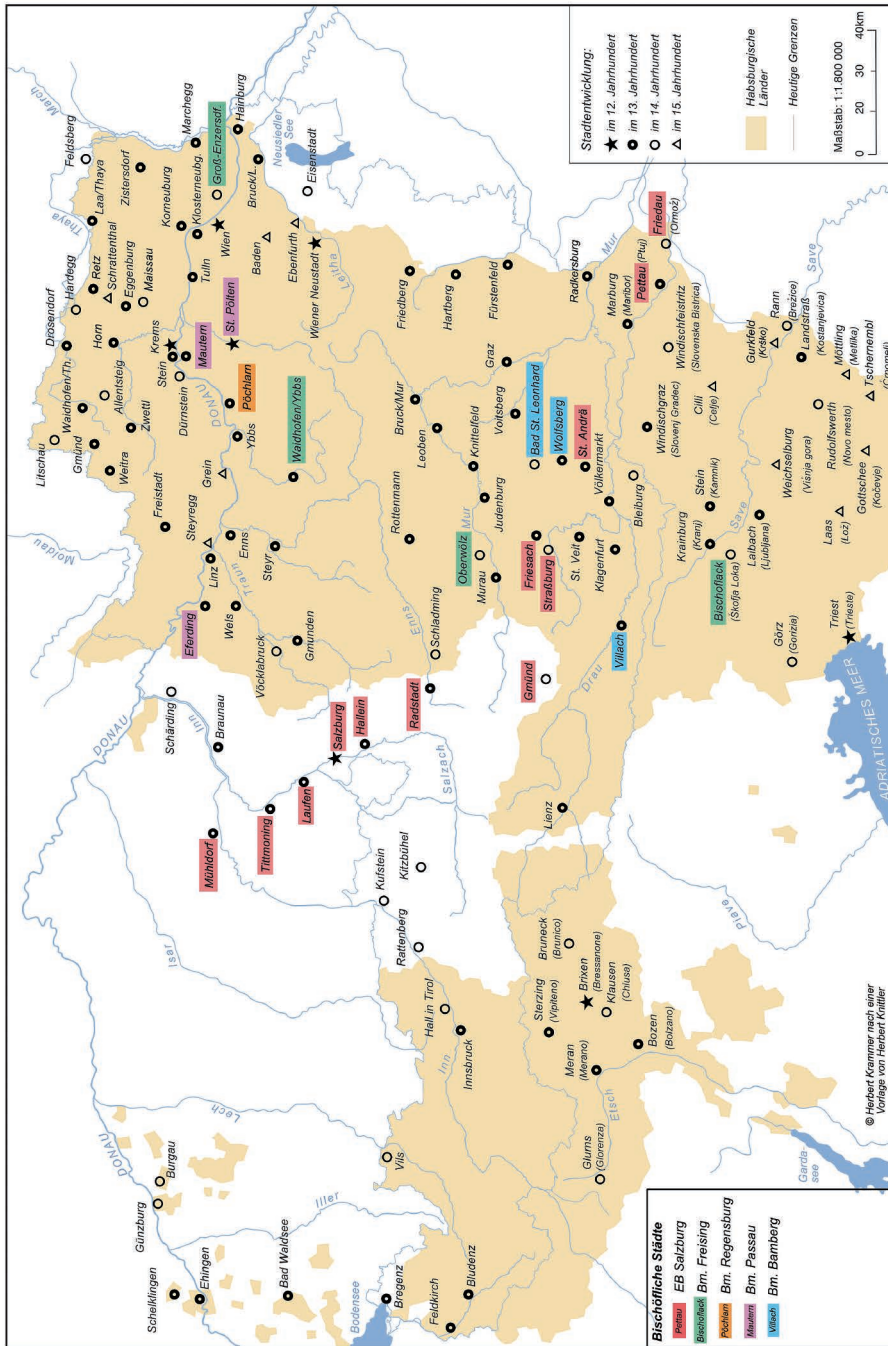 Stadtentwicklung:
im 12. Jahrhundert
im 13. Jahrhundert
im 14. Jahrhundert
im 15. Jahrhundert
Habsburgische
Länder
Heutige Grenzen
Maßstab: 1:1.800 000
0
20
30
40km
Bischöfliche Städte
Pettau EB Salzburg
Bischoflack Bm. Freising
Pöchlarn Bm. Regensburg
Mautern Bm. Passau
Villach Bm. Bamberg
© Herbert Krammer nach einer
Vorlage von Herbert Knittler
Schelklingen
Ehingen
Günzburg
Burgau
Bad Waldsee
Bodensee
Bregenz
Feldkirch
Bludenz
DONAU
Iller
Lech
Isar
Vils
Inn
Innsbruck
Hall in Tirol
Rattenberg
Kufstein
Kitzbühel
Sterzing
(Vipiteno)
Bruneck
(Brunico)
Brixen
(Bressanone)
Klausen
(Chiusa)
Meran
(Merano)
Bozen
(Bolzano)
Glurns
(Glorenza)
Etsch
Garda-
see
Piave
Lienz
Mühldorf
Tittmoning
Laufen
Salzburg
Hallein
Salzach
Radstadt
Schladming
Braunau
Schärding
Inn
DONAU
Gmünd
Drau
Villach
ADRIATISCHES MEER
Görz
(Gorizia)
Triest
(Trieste)
Moldau
Eferding
Wels
Linz
Steyregg
Traun
Enns
Steyr
Vöcklabruck
Gmunden
Freistadt
Grein
Ybbs
Pöchlarn
DONAU
Waidhofen/Ybbs
Litschau
Gmünd
Weitra
Waidhofen/Th.
Allentsteig
Zwettl
Drosendorf
Horn
Hardegg
Retz
Schrattenthal
Eggenburg
Maissau
Thaya
Laa/Thaya
Feldsberg
March
Zistersdorf
Dürnstein
Stein
Krems
Mautern
St. Pölten
Tulln
Korneuburg
Klosterneubg.
Wien
Groß-Enzersdf.
Marchegg
Hainburg
Bruck/L.
Neusiedler
See
Eisenstadt
Baden
Ebenfurth
Wiener Neustadt
Leitha
Enns
Rottenmann
Leoben
Bruck/Mur
Knittelfeld
Judenburg
Mur
Oberwölz
Murau
Friesach
Straßburg
St. Veit
Klagenfurt
Völkermarkt
Bad St. Leonhard
Wolfsberg
St. Andrä
Bleiburg
Friedberg
Hartberg
Fürstenfeld
Graz
Voitsberg
Radkersburg
Mur
Marburg
(Maribor)
Pettau
(Ptuj)
Friedau
(Ormož)
Windischfeistritz
(Slovenska Bistrica)
Windischgraz
(Slovenj Gradec)
Cilli
(Celje)
Stein
(Kamnik)
Krainburg
(Kranj)
Save
Bischoflack
(Škofja Loka)
Laibach
(Ljubljana)
Weichselburg
(Višnja gora)
Rudolfswerth
(Novo mesto)
Laas
(Lož)
Gottschee
(Kočevje)
Gurkfeld
(Krško)
Rann
(Brežice)
Landstraß
(Kostanjevica)
Möttling
(Metlika)
Tschernembl
(Črnomelj)
Save